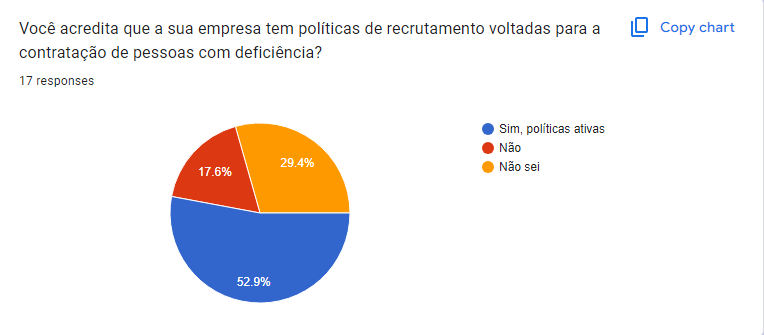 Você acredita que a sua empresa tem políticas de recrutamento voltadas para a
contratação de pessoas com deficiência?
Copy chart
17 responses
Sim, políticas ativas
Não
Não sei
29.4%
17.6%
52.9%